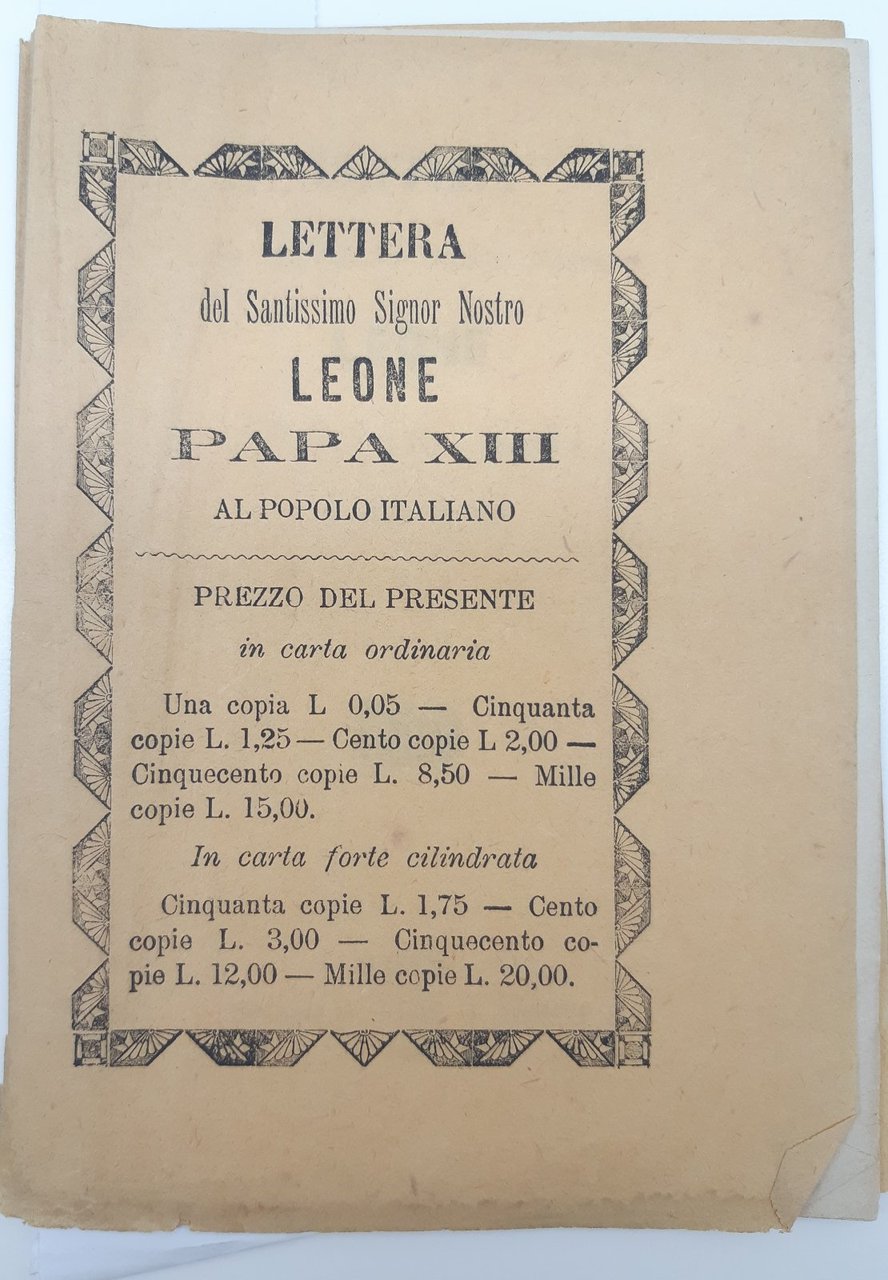 LETTERA
del Santissimo Signor Nostro
LEONE
PAPA XIII
AL POPOLO ITALIANO
PREZZO DEL PRESENTE
in carta ordinaria
Una copia L 0,05 — Cinquanta
copie L. 1,25 — Cento copie L 2,00 —
Cinquecento copie L. 8,50 — Mille
copie L. 15,00.
In carta forte cilindrata
Cinquanta copie L. 1,75 — Cento
copie L. 3,00 — Cinquecento co-
pie L. 12,00 — Mille copie L. 20,00.